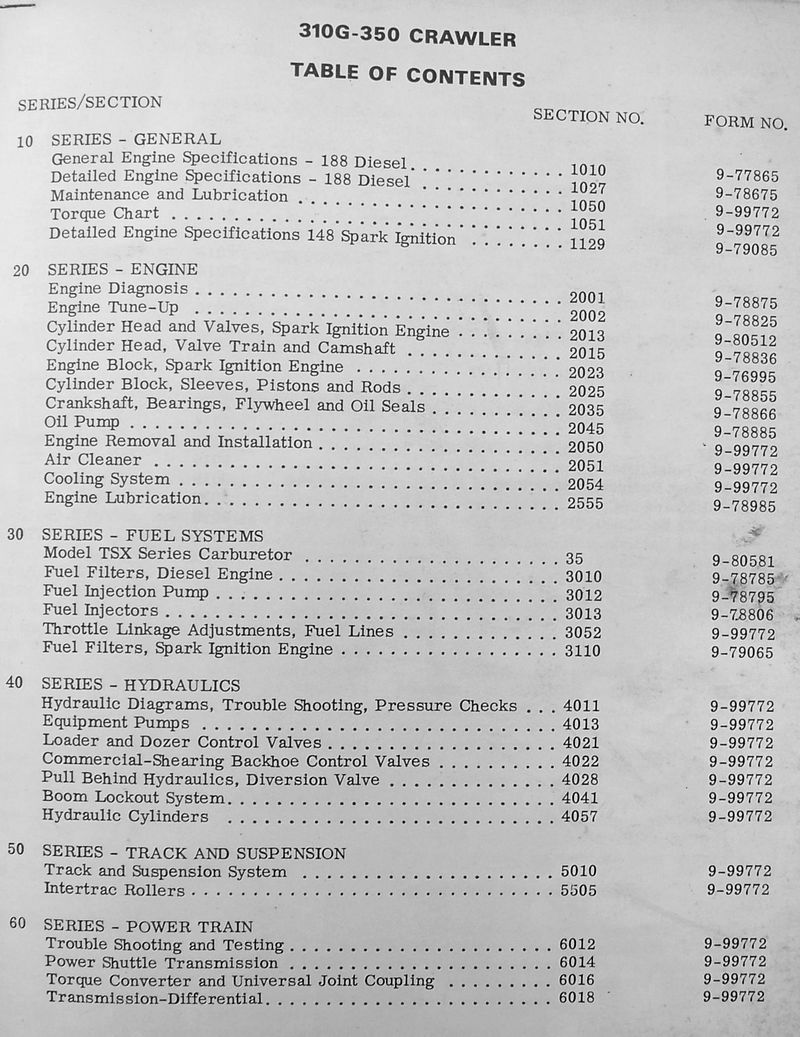 310G-350 CRAWLER
TABLE OF CONTENTS
SERIES/SECTION SECTION NO. FORM NO.
10 SERIES - GENERAL
General Engine Specifications - 188 Diesel . . . . . . . . . . . . 1010 9-77865
Detailed Engine Specifications - 188 Diesel . . . . . . . . . . . . 1027 9-78675
Maintenance and Lubrication . . . . . . . . . . . . . . . . . . . . . 1050 9-99772
Torque Chart . . . . . . . . . . . . . . . . . . . . . . . . . . . . . . . 1051 9-99772
Detailed Engine Specifications 148 Spark Ignition . . . . . . . . 1129 9-79085
20 SERIES - ENGINE
Engine Diagnosis . . . . . . . . . . . . . . . . . . . . . . . . . . . . . 2001 9-78875
Engine Tune-Up . . . . . . . . . . . . . . . . . . . . . . . . . . . . . 2002 9-78825
Cylinder Head and Valves, Spark Ignition Engine . . . . . . . . . 2013 9-80512
Cylinder Head, Valve Train and Camshaft . . . . . . . . . . . . . 2015 9-78836
Engine Block, Spark Ignition Engine . . . . . . . . . . . . . . . . . 2023 9-76995
Cylinder Block, Sleeves, Pistons and Rods . . . . . . . . . . . . . 2025 9-78855
Crankshaft, Bearings, Flywheel and Oil Seals . . . . . . . . . . . 2035 9-78866
Oil Pump . . . . . . . . . . . . . . . . . . . . . . . . . . . . . . . . . . 2045 9-78885
Engine Removal and Installation . . . . . . . . . . . . . . . . . . . . 2050 9-99772
Air Cleaner . . . . . . . . . . . . . . . . . . . . . . . . . . . . . . . . . 2051 9-99772
Cooling System . . . . . . . . . . . . . . . . . . . . . . . . . . . . . . . 2054 9-99772
Engine Lubrication . . . . . . . . . . . . . . . . . . . . . . . . . . . . . 2555 9-78985
30 SERIES - FUEL SYSTEMS
Model TSX Series Carburetor . . . . . . . . . . . . . . . . . . . . . 35 9-80581
Fuel Filters, Diesel Engine . . . . . . . . . . . . . . . . . . . . . . . 3010 9-78785
Fuel Injection Pump . . . . . . . . . . . . . . . . . . . . . . . . . . . . 3012 9-78795
Fuel Injectors . . . . . . . . . . . . . . . . . . . . . . . . . . . . . . . . 3013 9-78806
Throttle Linkage Adjustments, Fuel Lines . . . . . . . . . . . . . 3052 9-99772
Fuel Filters, Spark Ignition Engine . . . . . . . . . . . . . . . . . . 3110 9-79065
40 SERIES - HYDRAULICS
Hydraulic Diagrams, Trouble Shooting, Pressure Checks . . . 4011 9-99772
Equipment Pumps . . . . . . . . . . . . . . . . . . . . . . . . . . . . . 4013 9-99772
Loader and Dozer Control Valves . . . . . . . . . . . . . . . . . . . 4021 9-99772
Commercial-Shearing Backhoe Control Valves . . . . . . . . . . 4022 9-99772
Pull Behind Hydraulics, Diversion Valve . . . . . . . . . . . . . . 4028 9-99772
Boom Lockout System . . . . . . . . . . . . . . . . . . . . . . . . . . . 4041 9-99772
Hydraulic Cylinders . . . . . . . . . . . . . . . . . . . . . . . . . . . 4057 9-99772
50 SERIES - TRACK AND SUSPENSION
Track and Suspension System . . . . . . . . . . . . . . . . . . . . . 5010 9-99772
Intertrac Rollers . . . . . . . . . . . . . . . . . . . . . . . . . . . . . . 5505 9-99772
60 SERIES - POWER TRAIN
Trouble Shooting and Testing . . . . . . . . . . . . . . . . . . . . . . 6012 9-99772
Power Shuttle Transmission . . . . . . . . . . . . . . . . . . . . . . 6014 9-99772
Torque Converter and Universal Joint Coupling . . . . . . . . . 6016 9-99772
Transmission-Differential . . . . . . . . . . . . . . . . . . . . . . . . 6018 9-99772